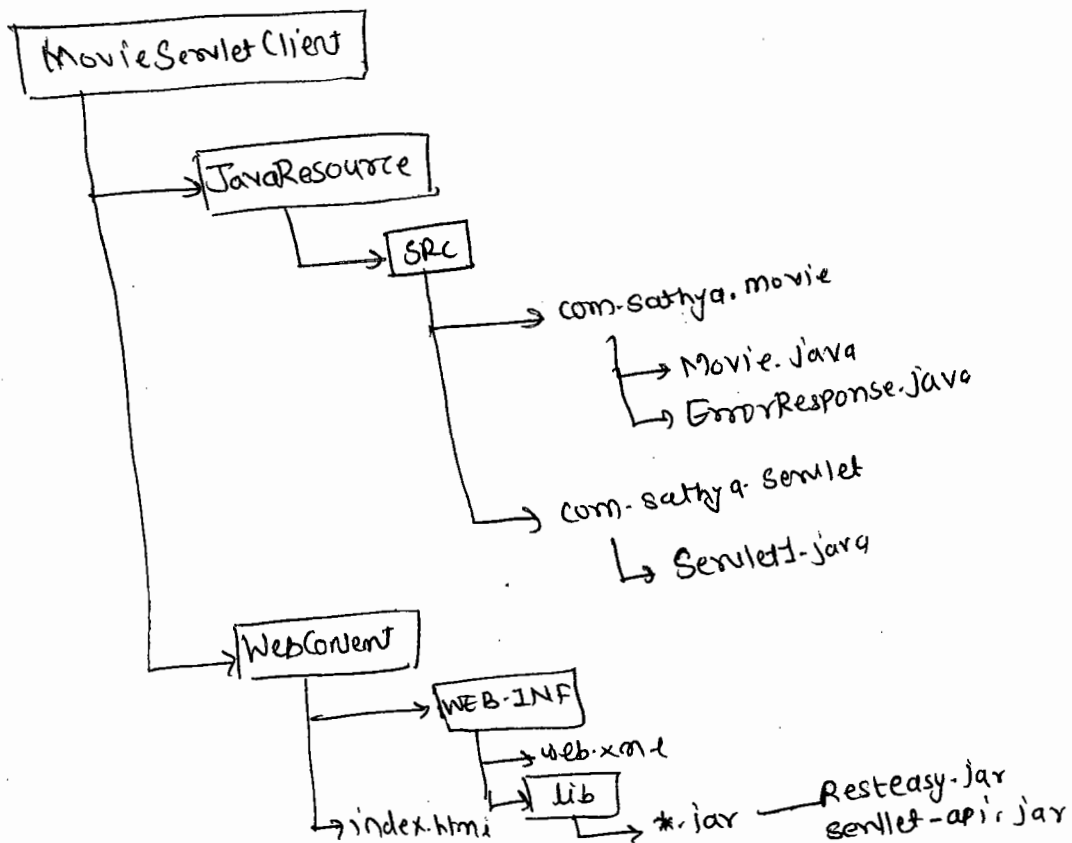 MovieServletClient
JavaResource
SRC
com.sathya.movie
Movie.java
ErrorResponse.java
com.sathya.servlet
Servlet1.java
WebContent
WEB-INF
web.xml
lib
index.html
*.jar
Resteasy.jar
servlet-api.jar